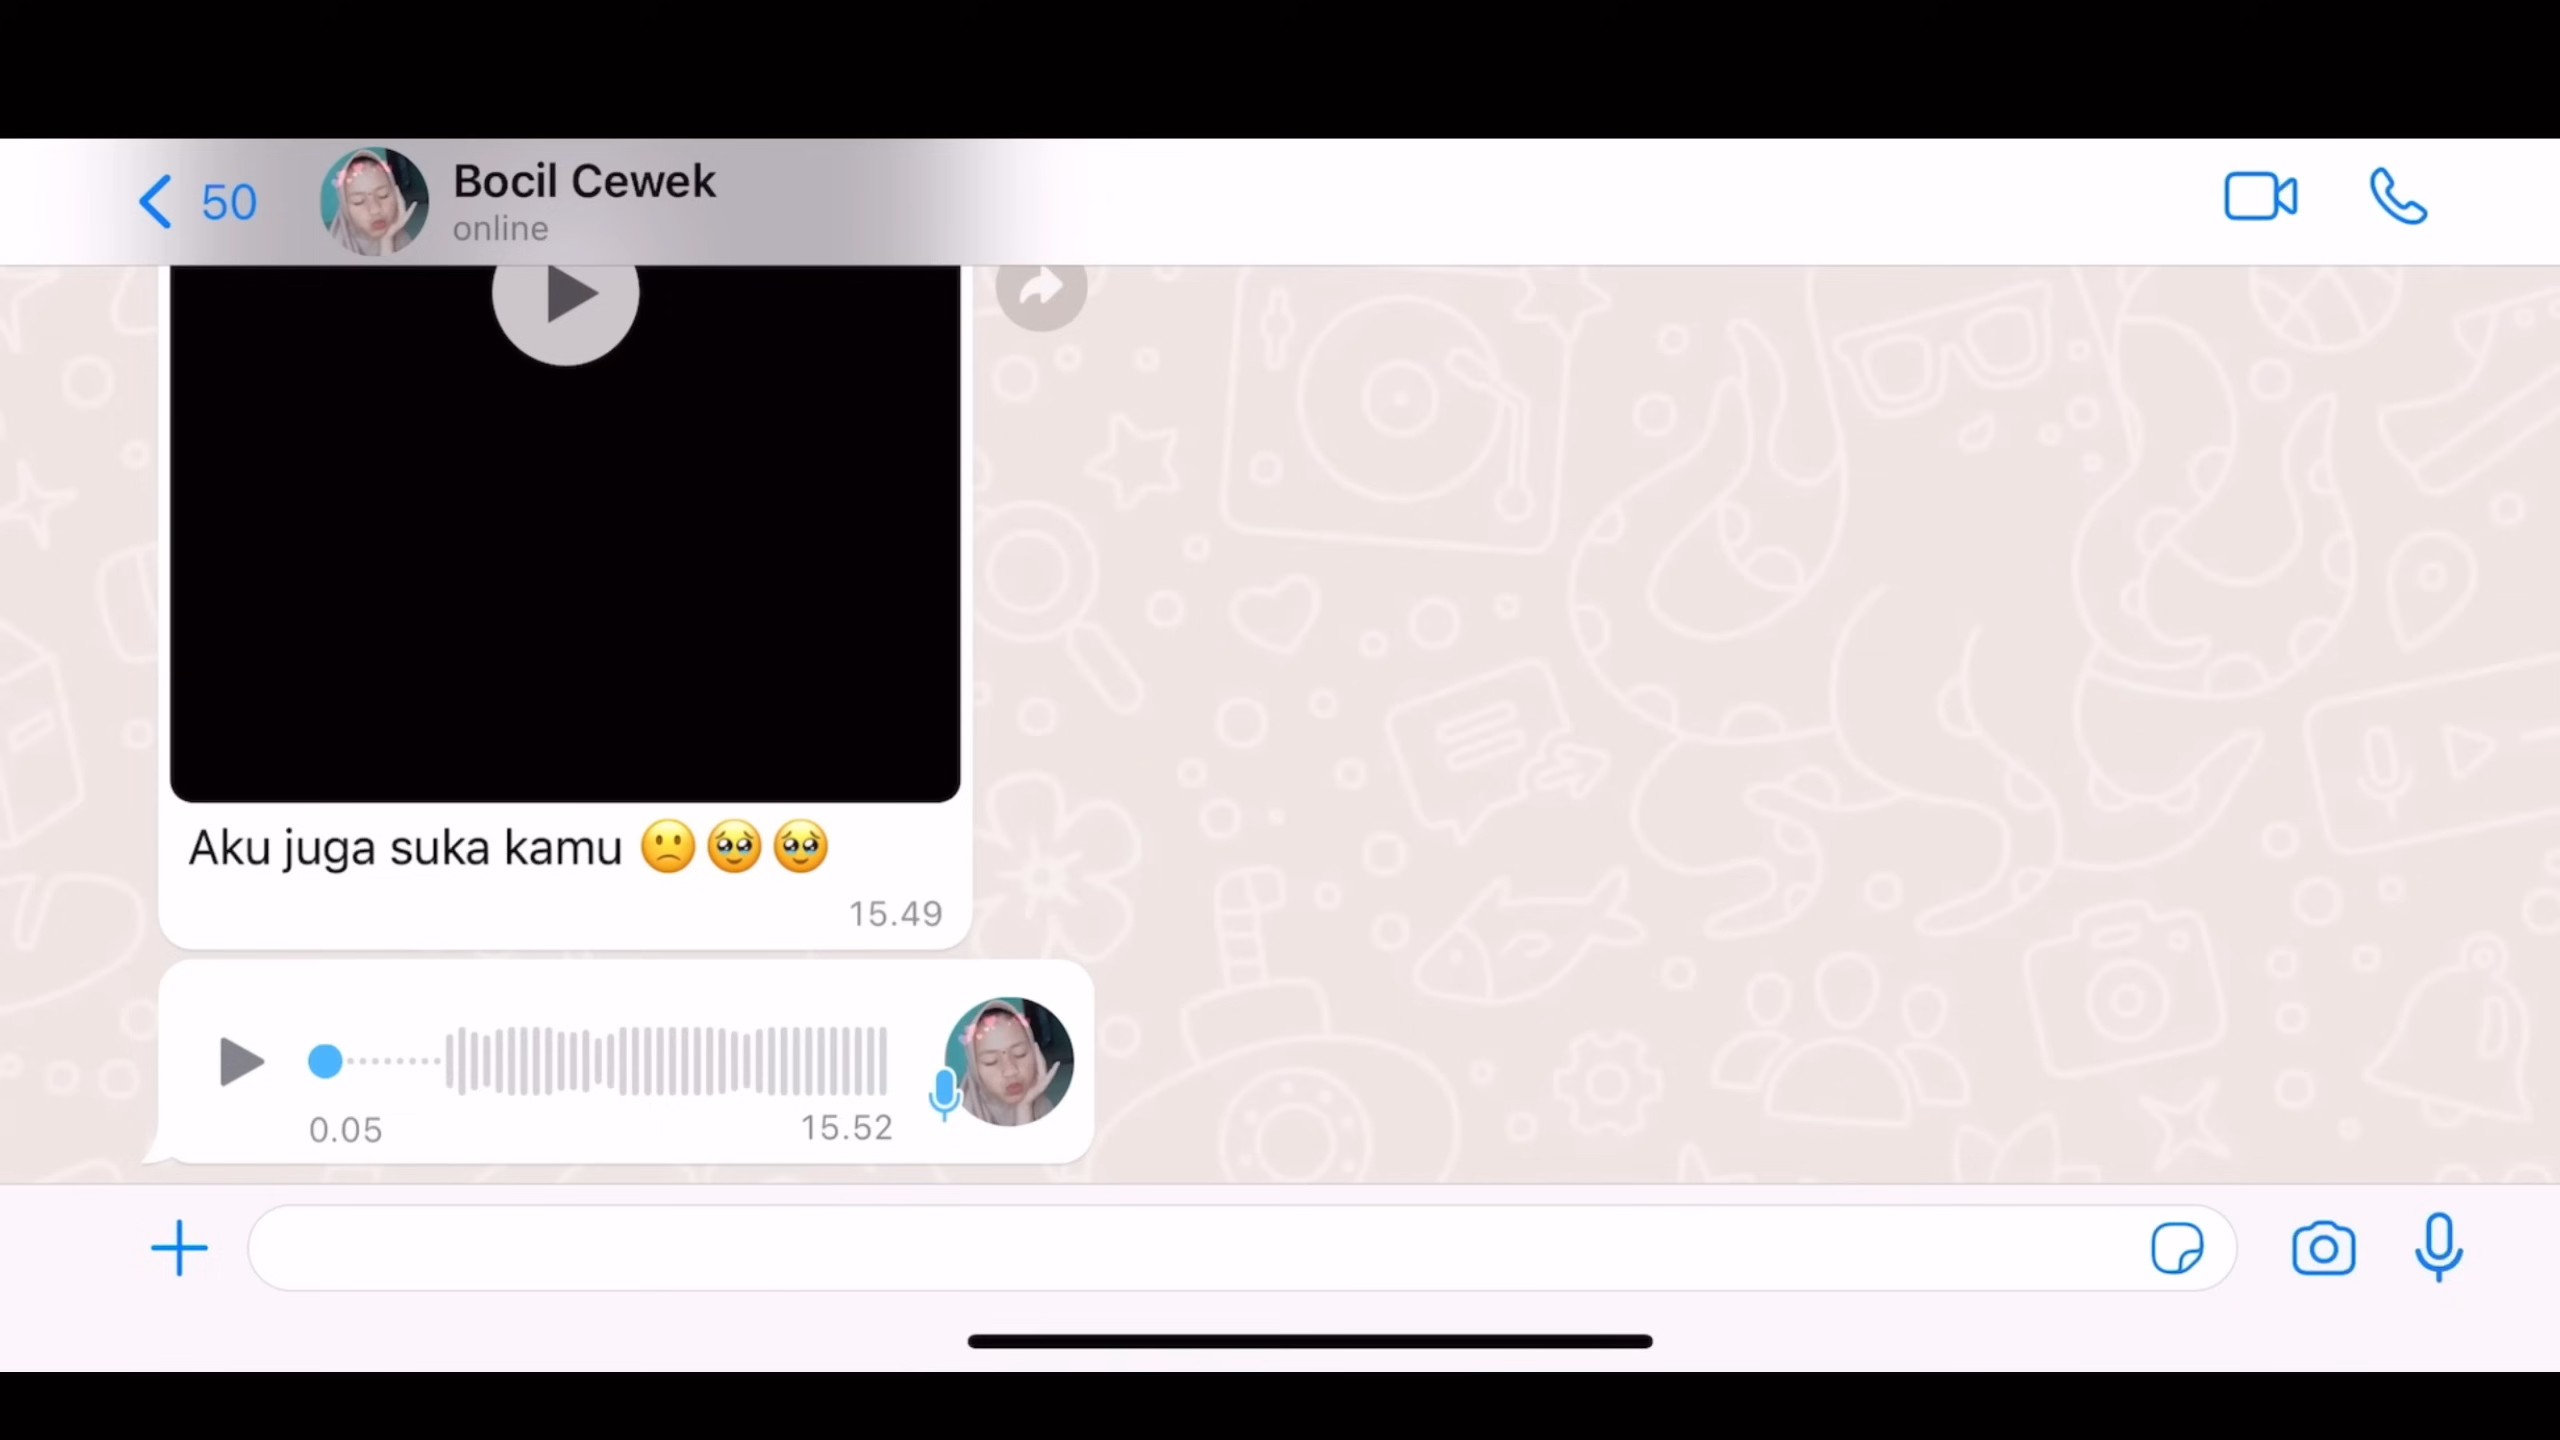 50
Bocil Cewek
online
Aku juga suka kamu 🙁🥹🥹
15.49
0.05
15.52